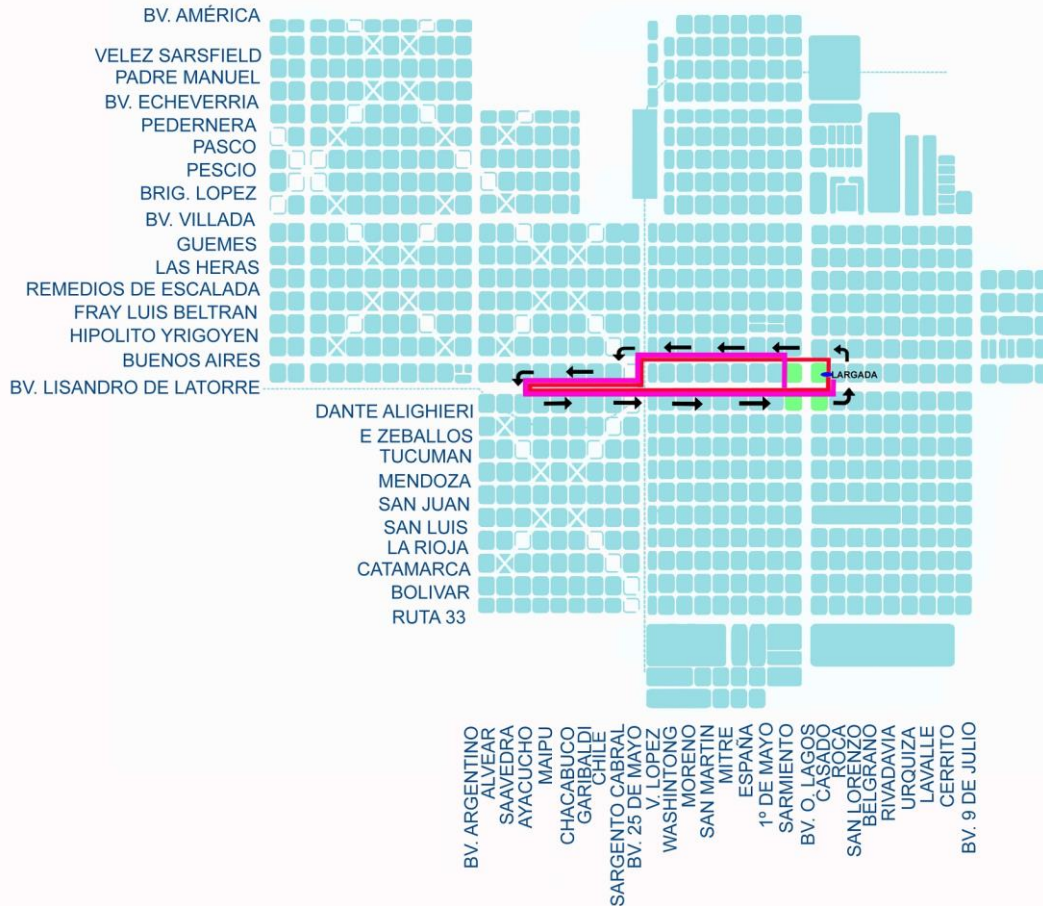 BV. AMÉRICA
VELEZ SARSFIELD
PADRE MANUEL
BV. ECHEVERRIA
PEDERNERA
PASCO
PESCIO
BRIG. LOPEZ
BV. VILLADA
GUEMES
LAS HERAS
REMEDIOS DE ESCALADA
FRAY LUIS BELTRAN
HIPOLITO YRIGOYEN
BUENOS AIRES
BV. LISANDRO DE LATORRE
LARGADA
DANTE ALIGHIERI
E ZEBALLOS
TUCUMAN
MENDOZA
SAN JUAN
SAN LUIS
LA RIOJA
CATAMARCA
BOLIVAR
RUTA 33
BV. ARGENTINO
ALVEAR
SAAVEDRA
AYACUCHO
MAIPU
CHACABUCO
GARIBALDI
CHILE
SARGENTO CABRAL
BV. 25 DE MAYO
V. LOPEZ
WASHINTONG
MORENO
SAN MARTIN
MITRE
ESPAÑA
1º DE MAYO
SARMIENTO
BV. O. LAGOS
CASADO
ROCA
SAN LORENZO
BELGRANO
RIVADAVIA
URQUIZA
LAVALLE
CERRITO
BV. 9 DE JULIO